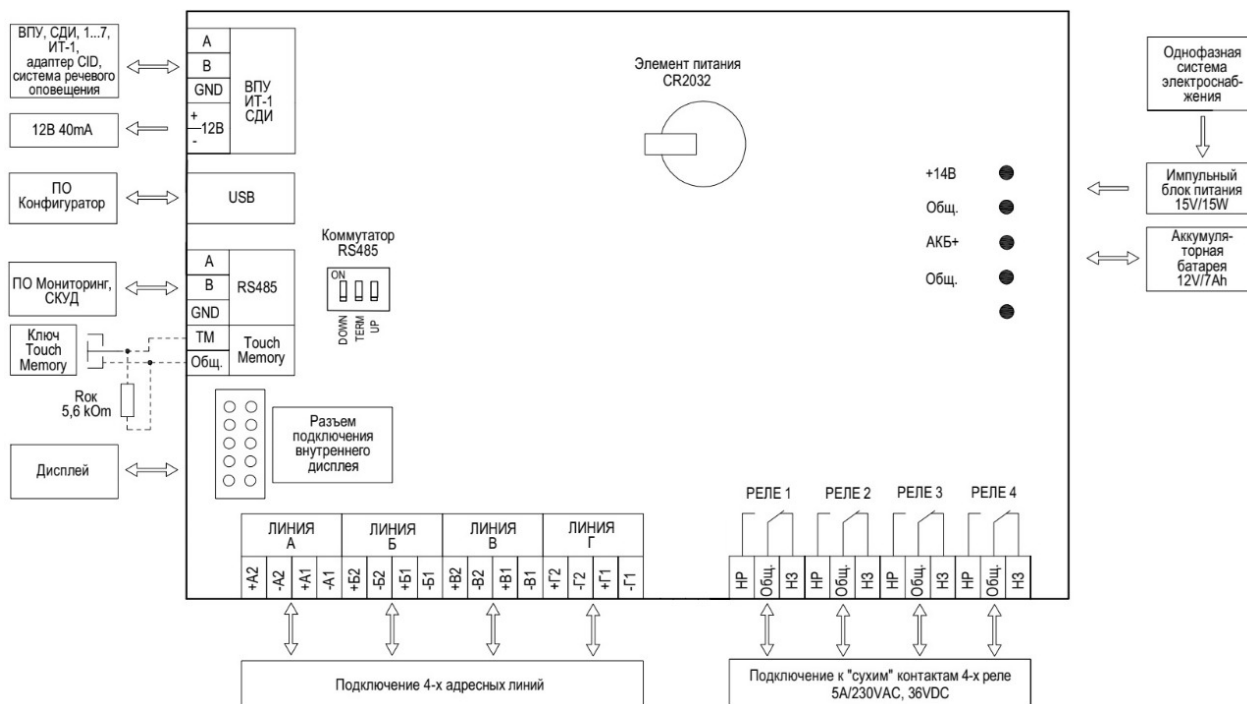 ВПУ, СДИ, 1...7,
ИТ-1,
адаптер CID,
система речевого
оповещения
12В 40mA
ПО
Конфигуратор
ПО Мониторинг,
СКУД
Ключ
Touch
Memory
Rок
5,6 kOm
Дисплей
A
B
GND
+
12В
-
ВПУ
ИТ-1
СДИ
USB
A
B
GND
RS485
ТМ
Общ.
Touch
Memory
Коммутатор
RS485
ON
DOWN
TERM
UP
Разъем
подключения
внутреннего
дисплея
Элемент питания
CR2032
+14В
Общ.
АКБ+
Общ.
Однофазная
система
электроснаб-
жения
Импульный
блок питания
15V/15W
Аккумуля-
торная
батарея
12V/7Ah
ЛИНИЯ
А
ЛИНИЯ
Б
ЛИНИЯ
В
ЛИНИЯ
Г
+А2
-А2
+А1
-А1
+Б2
-Б2
+Б1
-Б1
+В2
-В2
+В1
-В1
+Г2
-Г2
+Г1
-Г1
Подключение 4-х адресных линий
РЕЛЕ 1
РЕЛЕ 2
РЕЛЕ 3
РЕЛЕ 4
НР
Общ.
НЗ
НР
Общ.
НЗ
НР
Общ.
НЗ
НР
Общ.
НЗ
Подключение к "сухим" контактам 4-х реле
5A/230VAC, 36VDC